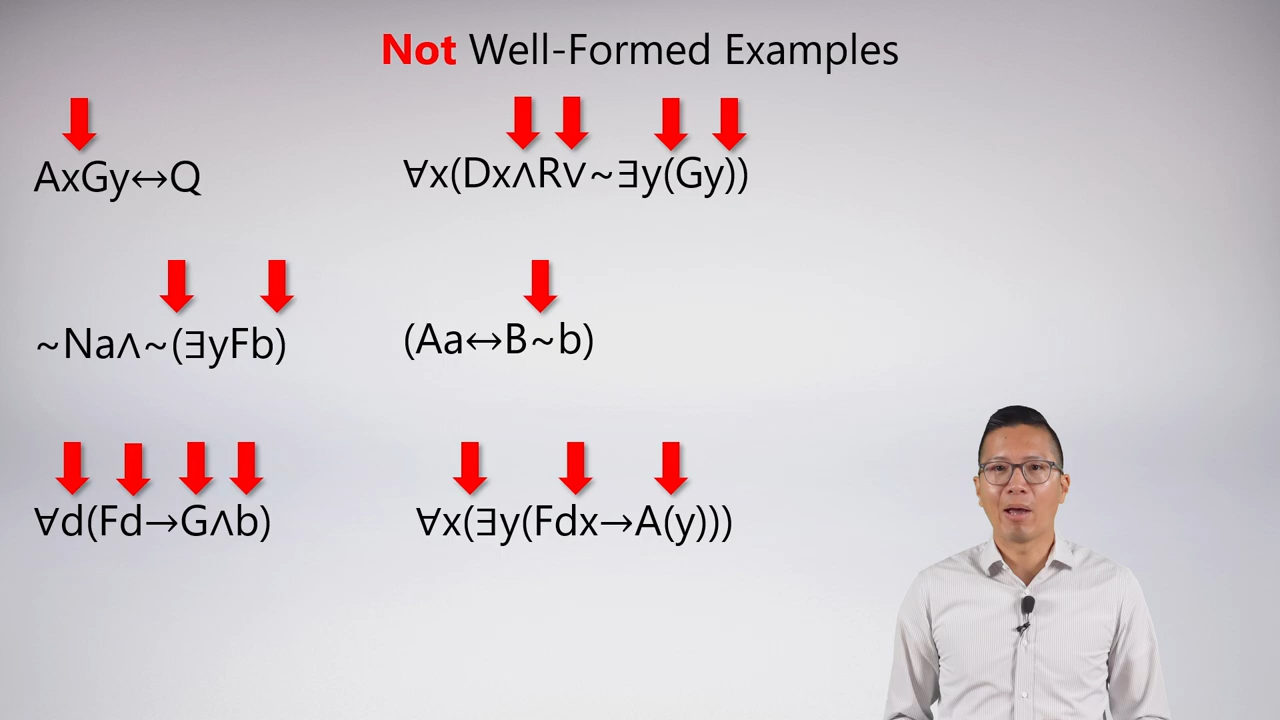 Not Well-Formed Examples
AxGy↔Q
∀x(Dx∧R∨~∃y(Gy))
~Na∧~(∃yFb)
(Aa↔B~b)
∀d(Fd→G∧b)
∀x(∃y(Fdx→A(y)))